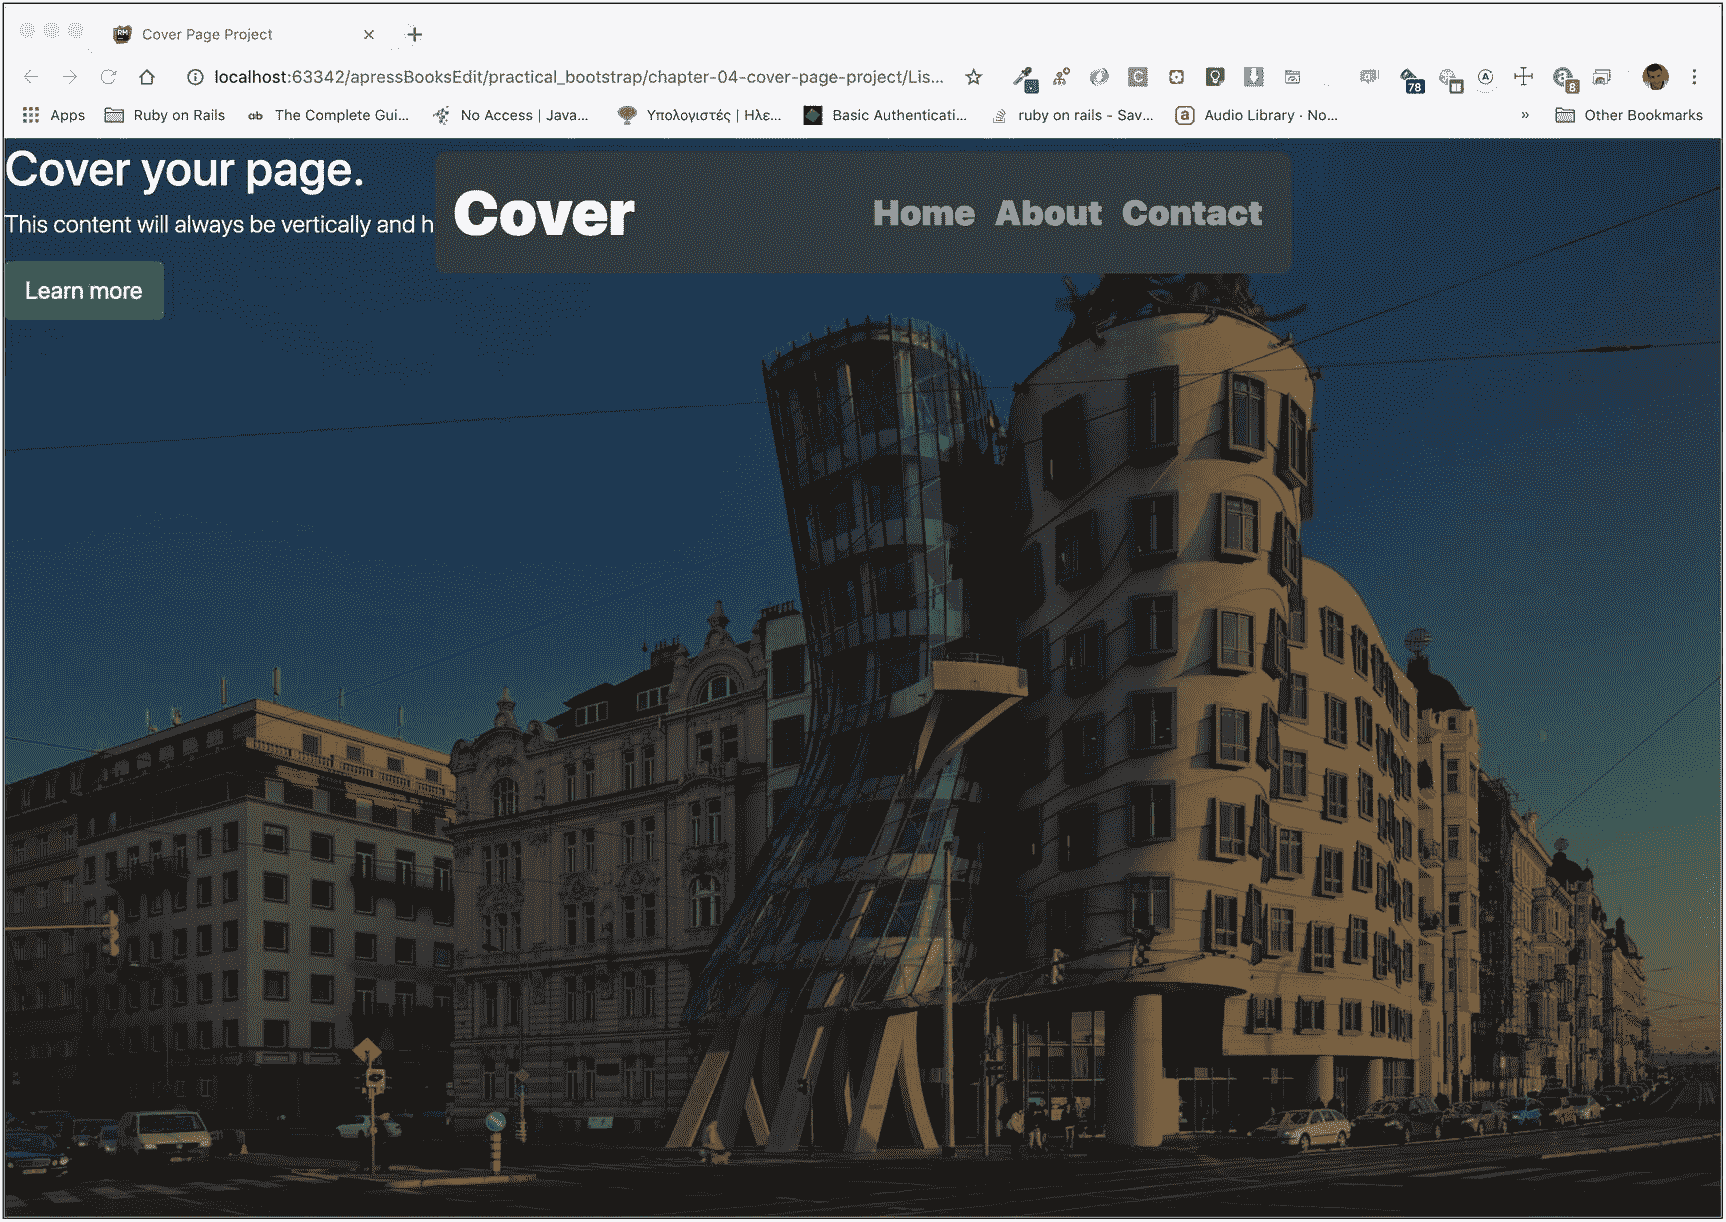 Cover Page Project
localhost:63342/apressBooksEdit/practical_bootstrap/chapter-04-cover-page-project/Lis...
78
8
Apps Ruby on Rails ab The Complete Gui... No Access | Java... Υπολογιστές | Ηλε... Basic Authenticati... ruby on rails - Sav... a Audio Library · No... » Other Bookmarks
Cover your page.
This content will always be vertically and h
Learn more
Cover Home About Contact